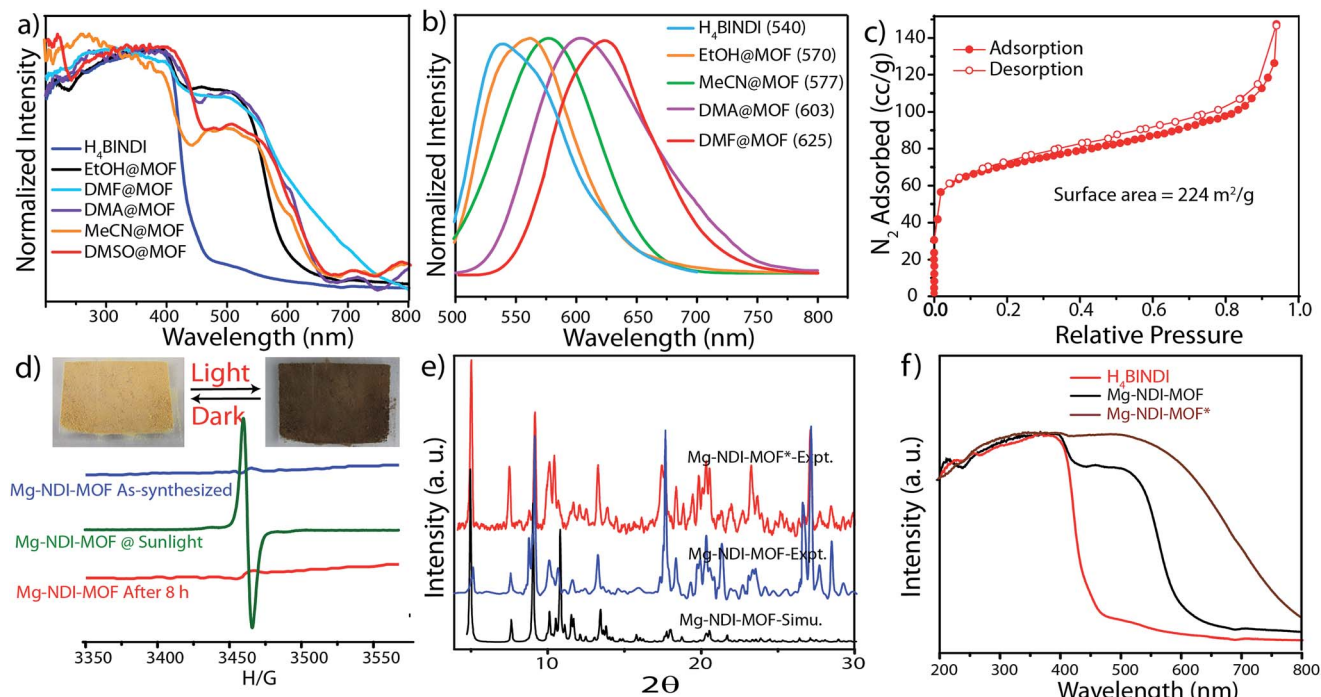 a)
Normalized Intensity
H4BINDI
EtOH@MOF
DMF@MOF
DMA@MOF
MeCN@MOF
DMSO@MOF
300 400 500 600 700 800
Wavelength (nm)
b)
Normalized Intensity
H4BINDI (540)
EtOH@MOF (570)
MeCN@MOF (577)
DMA@MOF (603)
DMF@MOF (625)
500 550 600 650 700 750 800
Wavelength (nm)
c)
N2 Adsorbed (cc/g)
140
120
100
80
60
40
20
0
Adsorption
Desorption
Surface area = 224 m²/g
0.0 0.2 0.4 0.6 0.8 1.0
Relative Pressure
d)
Light
Dark
Mg-NDI-MOF As-synthesized
Mg-NDI-MOF @ Sunlight
Mg-NDI-MOF After 8 h
3350 3400 3450 3500 3550
H/G
e)
Intensity (a. u.)
Mg-NDI-MOF*-Expt.
Mg-NDI-MOF-Expt.
Mg-NDI-MOF-Simu.
10 20 30
2θ
f)
Intensity (a. u.)
H4BINDI
Mg-NDI-MOF
Mg-NDI-MOF*
200 300 400 500 600 700 800
Wavelength (nm)